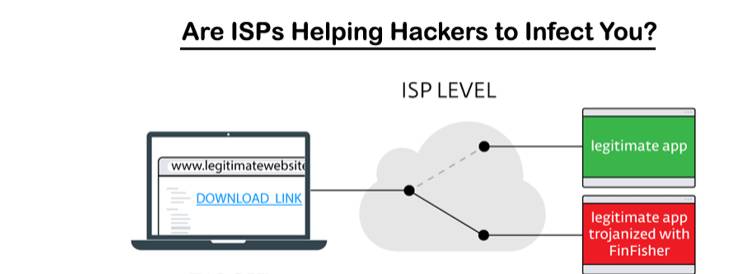 Are ISPs Helping Hackers to Infect You?
ISP LEVEL
www.legitimatewebsite
DOWNLOAD LINK
legitimate app
legitimate app
trojanized with
FinFisher